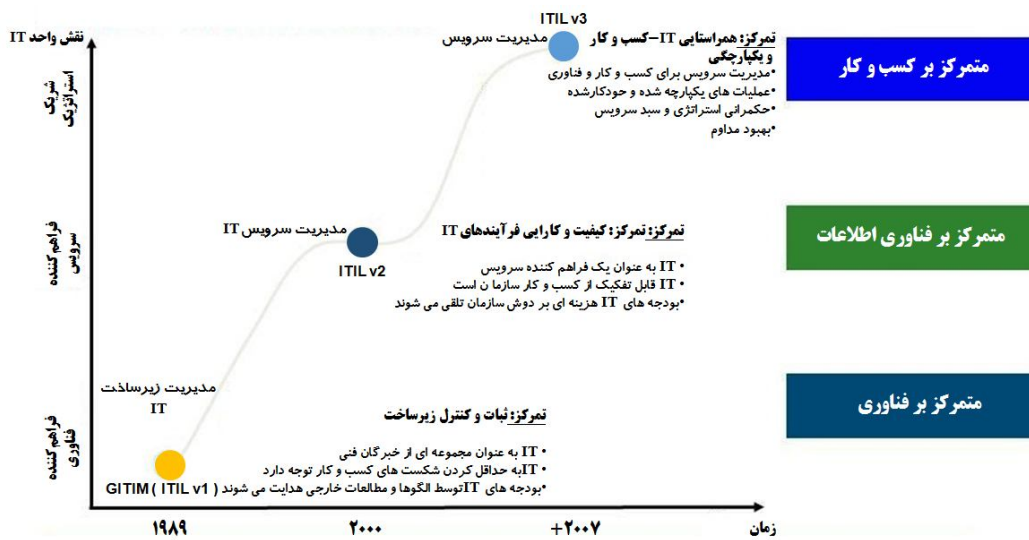 ITIL v3
نقش واحد IT
مدیریت سرویس
تمرکز: همراستایی IT–کسب و کار
و یکپارچگی
•مدیریت سرویس برای کسب و کار و فناوری
•عملیات های یکپارچه شده و خودکارشده
•حکمرانی استراتژی و سبد سرویس
•بهبود مداوم
متمرکز بر کسب و کار
شریک
استراتژیک
مدیریت سرویس IT
ITIL v2
تمرکز: تمرکز: کیفیت و کارایی فرآیندهای IT
• IT به عنوان یک فراهم کننده سرویس
• IT قابل تفکیک از کسب و کار سازما ن است
•بودجه های IT هزینه ای بر دوش سازمان تلقی می شوند
متمرکز بر فناوری اطلاعات
فراهم کننده
سرویس
مدیریت زیرساخت
IT
تمرکز: ثبات و کنترل زیرساخت
• IT به عنوان مجموعه ای از خبرگان فنی
• ITبه حداقل کردن شکست های کسب و کار توجه دارد
•بودجه های ITتوسط الگوها و مطالعات خارجی هدایت می شوند
GITIM ( ITIL v1 )
متمرکز بر فناوری
فراهم کننده
فناوری
۱۹۸۹
۲۰۰۰
+۲۰۰۷
زمان